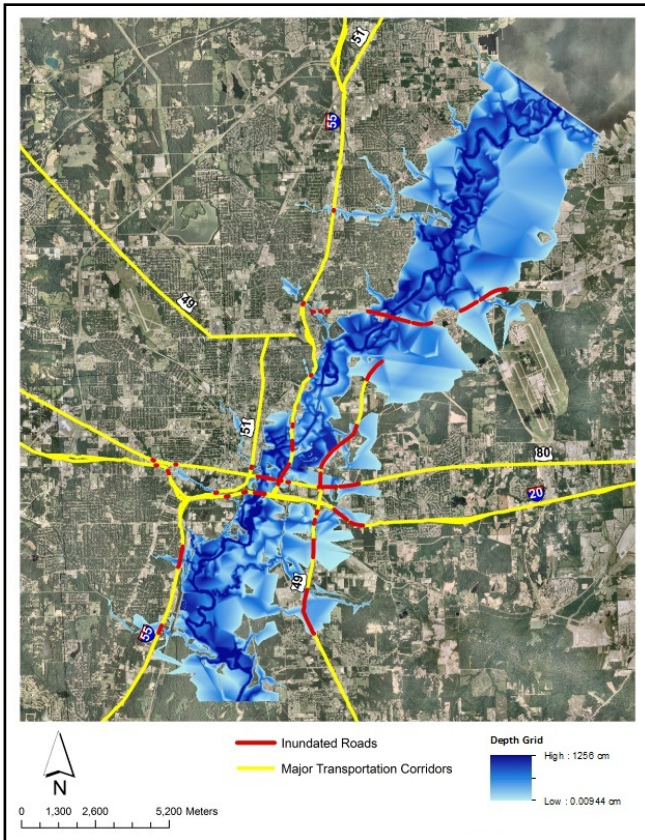 51
55
49
51
80
20
49
55
Inundated Roads
Major Transportation Corridors
Depth Grid
High : 1256 cm
Low : 0.00944 cm
N
0 1,300 2,600 5,200 Meters